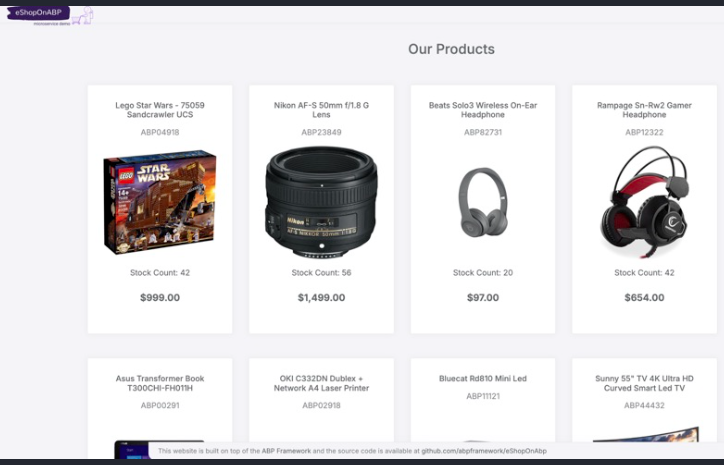 eShopOnABP
microservice-demo
Our Products
Lego Star Wars - 75059
Sandcrawler UCS
ABP04918
Nikon AF-S 50mm f/1.8 G
Lens
ABP23849
Beats Solo3 Wireless On-Ear
Headphone
ABP82731
Rampage Sn-Rw2 Gamer
Headphone
ABP12322
LEGO
STAR
WARS
14+
Nikon
Stock Count: 42
Stock Count: 56
Stock Count: 20
Stock Count: 42
$999.00
$1,499.00
$97.00
$654.00
Asus Transformer Book
T300CHI-FH011H
ABP00291
OKI C332DN Dublex +
Network A4 Laser Printer
ABP02918
Bluecat Rd810 Mini Led
ABP11121
Sunny 55" TV 4K Ultra HD
Curved Smart Led TV
ABP44432
This website is built on top of the ABP Framework and the source code is available at github.com/abpframework/eShopOnAbp